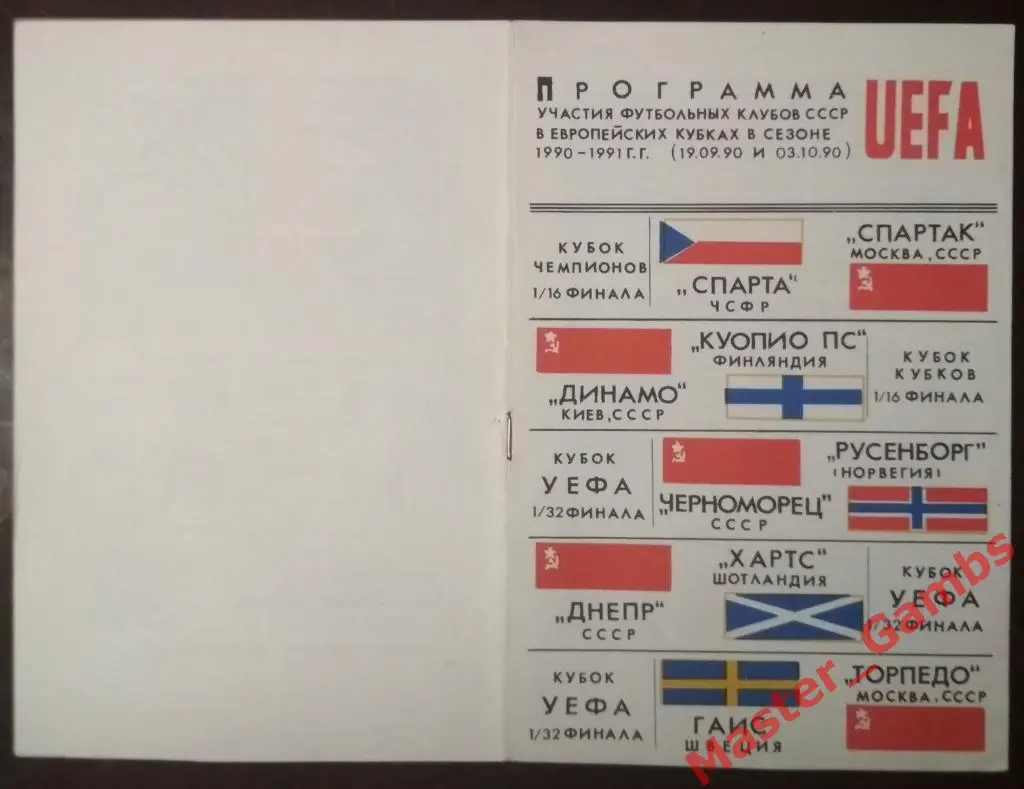 ПРОГРАММА
УЧАСТИЯ ФУТБОЛЬНЫХ КЛУБОВ СССР
В ЕВРОПЕЙСКИХ КУБКАХ В СЕЗОНЕ
1990-1991 Г.Г. (19.09.90 И 03.10.90)
UEFA
КУБОК
ЧЕМПИОНОВ
1/16 ФИНАЛА
„СПАРТА“
ЧСФР
„СПАРТАК“
МОСКВА, СССР
„ДИНАМО“
КИЕВ, СССР
„КУОПИО ПС“
ФИНЛЯНДИЯ
КУБОК
КУБКОВ
1/16 ФИНАЛА
КУБОК
УЕФА
1/32 ФИНАЛА
„ЧЕРНОМОРЕЦ“
СССР
„РУСЕНБОРГ“
(НОРВЕГИЯ)
„ДНЕПР“
СССР
„ХАРТС“
ШОТЛАНДИЯ
КУБОК
УЕФА
1/32 ФИНАЛА
КУБОК
УЕФА
1/32 ФИНАЛА
ГАИС
ШВЕЦИЯ
„ТОРПЕДО“
МОСКВА, СССР
Master_Gambs